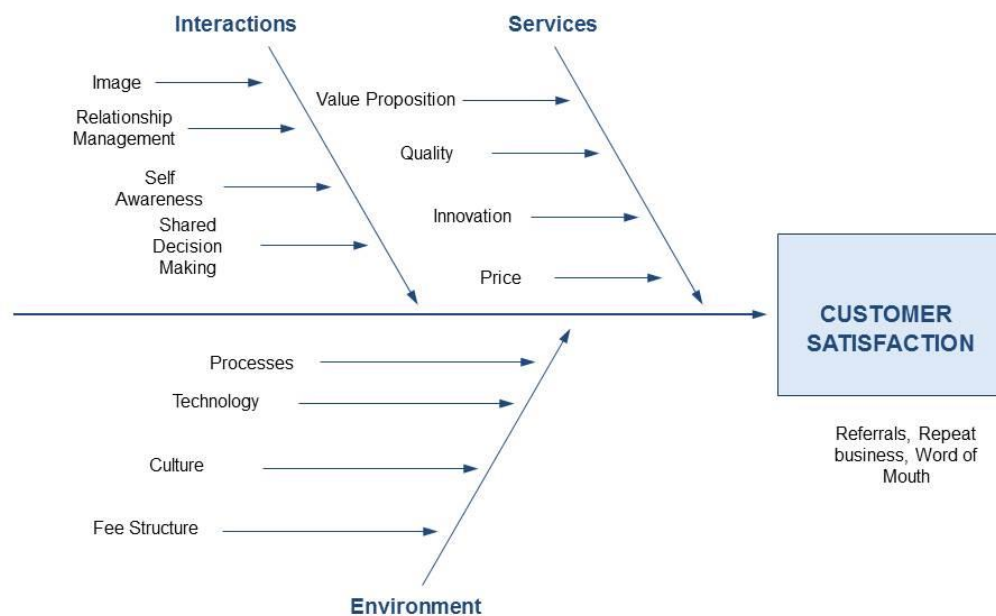 Interactions
Services
Image
Relationship
Management
Self
Awareness
Shared
Decision
Making
Value Proposition
Quality
Innovation
Price
CUSTOMER
SATISFACTION
Processes
Technology
Culture
Fee Structure
Environment
Referrals, Repeat
business, Word of
Mouth